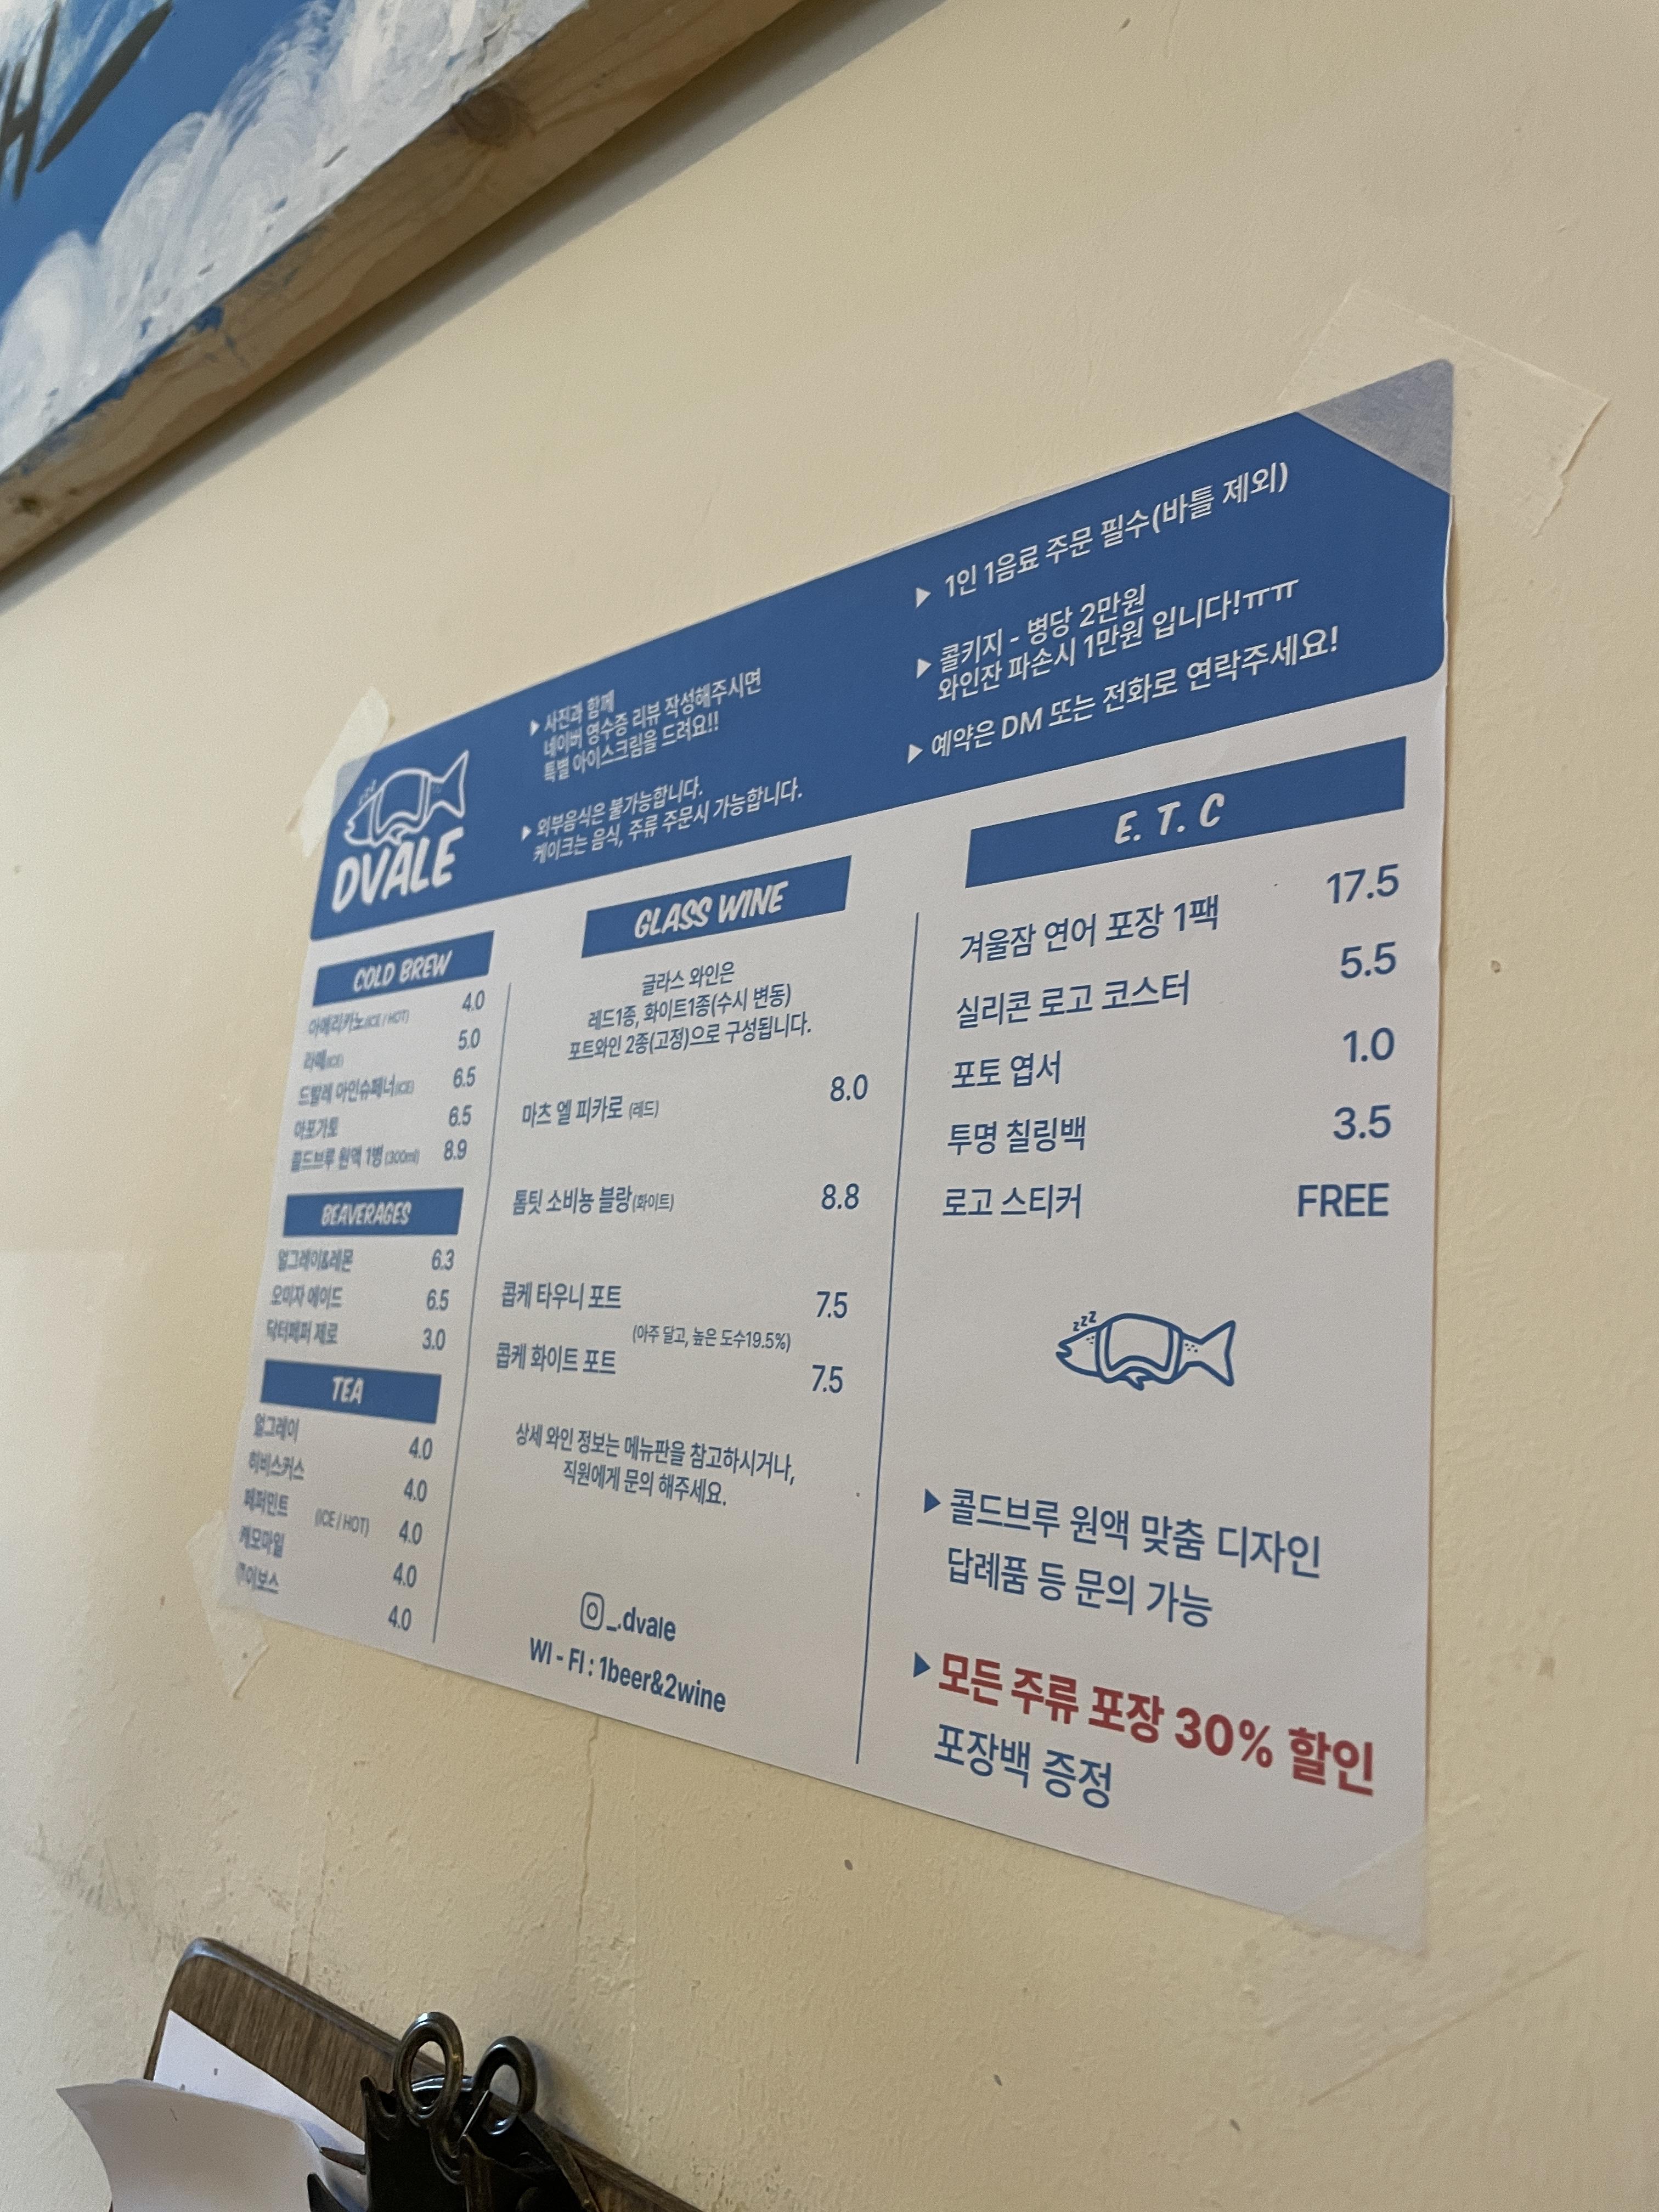 DVALE
▶ 사진과 함께
네이버 영수증 리뷰 작성해주시면
특별 아이스크림을 드려요!!
▶ 외부음식은 불가능합니다.
케이크는 음식, 주류 주문시 가능합니다.
▶ 1인 1음료 주문 필수(바틀 제외)
▶ 콜키지 - 병당 2만원
와인잔 파손시 1만원 입니다!ㅠㅠ
▶ 예약은 DM 또는 전화로 연락주세요!
COLD BREW
아메리카노(ICE / HOT) 4.0
라떼(ICE) 5.0
드발레 아인슈페너(ICE) 6.5
아포가토 6.5
콜드브루 원액 1병 (300ml) 8.9
BEAVERAGES
얼그레이&레몬 6.3
오미자 에이드 6.5
닥터페퍼 제로 3.0
TEA
얼그레이 4.0
히비스커스 4.0
페퍼민트 (ICE / HOT) 4.0
캐모마일 4.0
루이보스 4.0
GLASS WINE
글라스 와인은
레드1종, 화이트1종(수시 변동)
포트와인 2종(고정)으로 구성됩니다.
마츠 엘 피카로 (레드) 8.0
톰팃 소비뇽 블랑(화이트) 8.8
콥케 타우니 포트 7.5
(아주 달고, 높은 도수19.5%)
콥케 화이트 포트 7.5
상세 와인 정보는 메뉴판을 참고하시거나,
직원에게 문의 해주세요.
_.dvale
WI - FI : 1beer&2wine
E. T. C
겨울잠 연어 포장 1팩 17.5
실리콘 로고 코스터 5.5
포토 엽서 1.0
투명 칠링백 3.5
로고 스티커 FREE
zzz
▶ 콜드브루 원액 맞춤 디자인
답례품 등 문의 가능
▶ 모든 주류 포장 30% 할인
포장백 증정